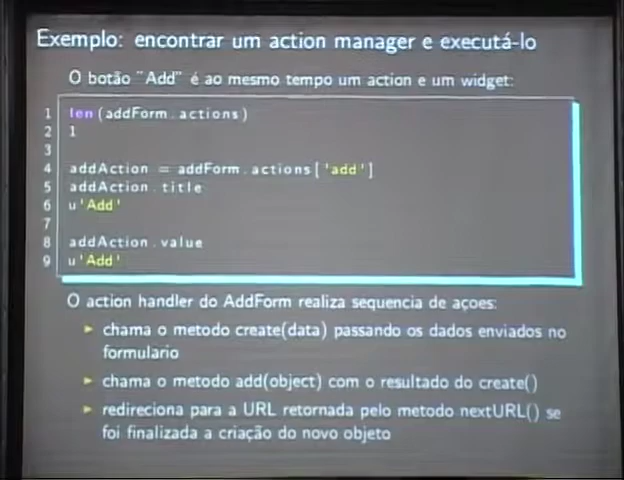 Exemplo: encontrar um action manager e executá-lo
O botão "Add" é ao mesmo tempo um action e um widget:
1 len(addForm.actions)
2 1
3
4 addAction = addForm.actions['add']
5 addAction.title
6 u'Add'
7
8 addAction.value
9 u'Add'
O action handler do AddForm realiza sequencia de açoes:
chama o metodo create(data) passando os dados enviados no
formulario
chama o metodo add(object) com o resultado do create()
redireciona para a URL retornada pelo metodo nextURL() se
foi finalizada a criação do novo objeto